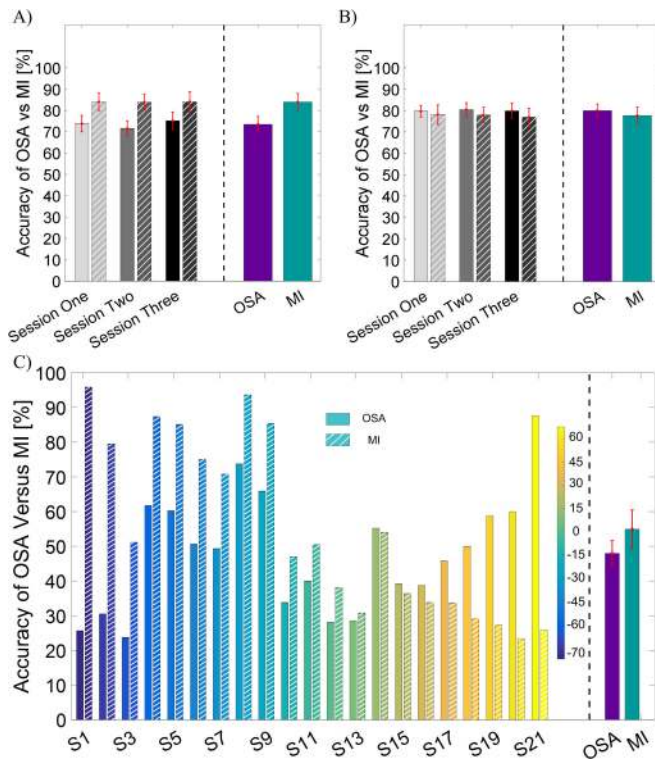 A)
B)
Accuracy of OSA vs MI [%]
100
90
80
70
60
50
40
30
20
10
0
Session One
Session Two
Session Three
OSA
MI
Accuracy of OSA vs MI [%]
100
90
80
70
60
50
40
30
20
10
0
Session One
Session Two
Session Three
OSA
MI
C)
Accuracy of OSA Versus MI [%]
100
90
80
70
60
50
40
30
20
10
0
OSA
MI
60
45
30
15
0
-15
-30
-45
-60
-70
S1
S3
S5
S7
S9
S11
S13
S15
S17
S19
S21
OSA
MI